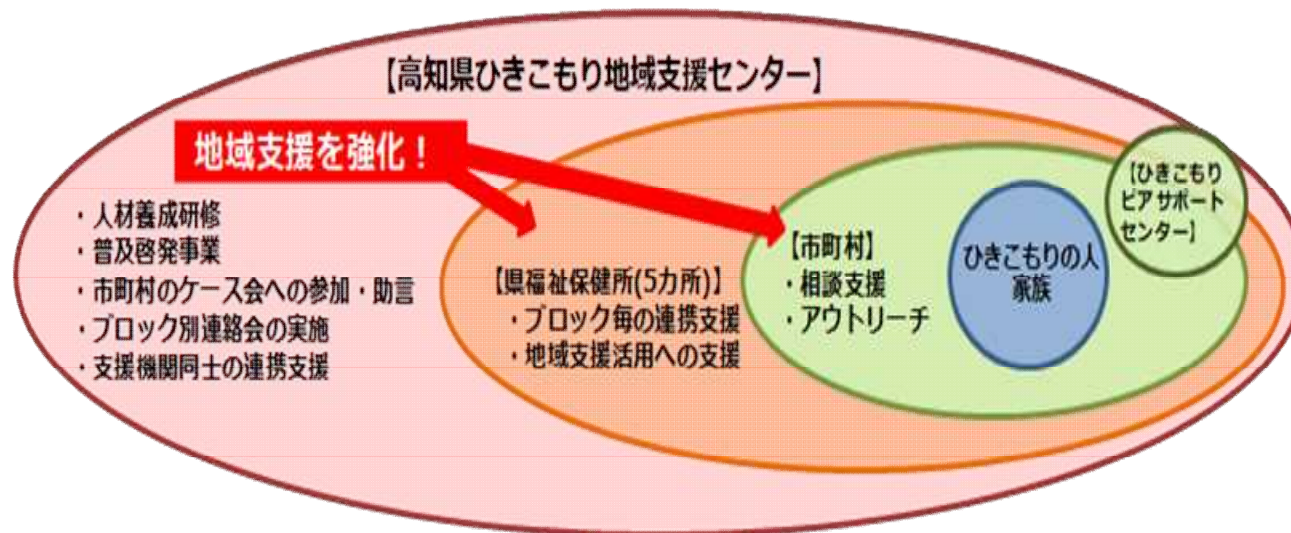 【高知県ひきこもり地域支援センター】
地域支援を強化！
・人材養成研修
・普及啓発事業
・市町村のケース会への参加・助言
・ブロック別連絡会の実施
・支援機関同士の連携支援
【県福祉保健所(5カ所)】
・ブロック毎の連携支援
・地域支援活用への支援
【市町村】
・相談支援
・アウトリーチ
ひきこもりの人
家族
【ひきこもり
ピアサポート
センター】